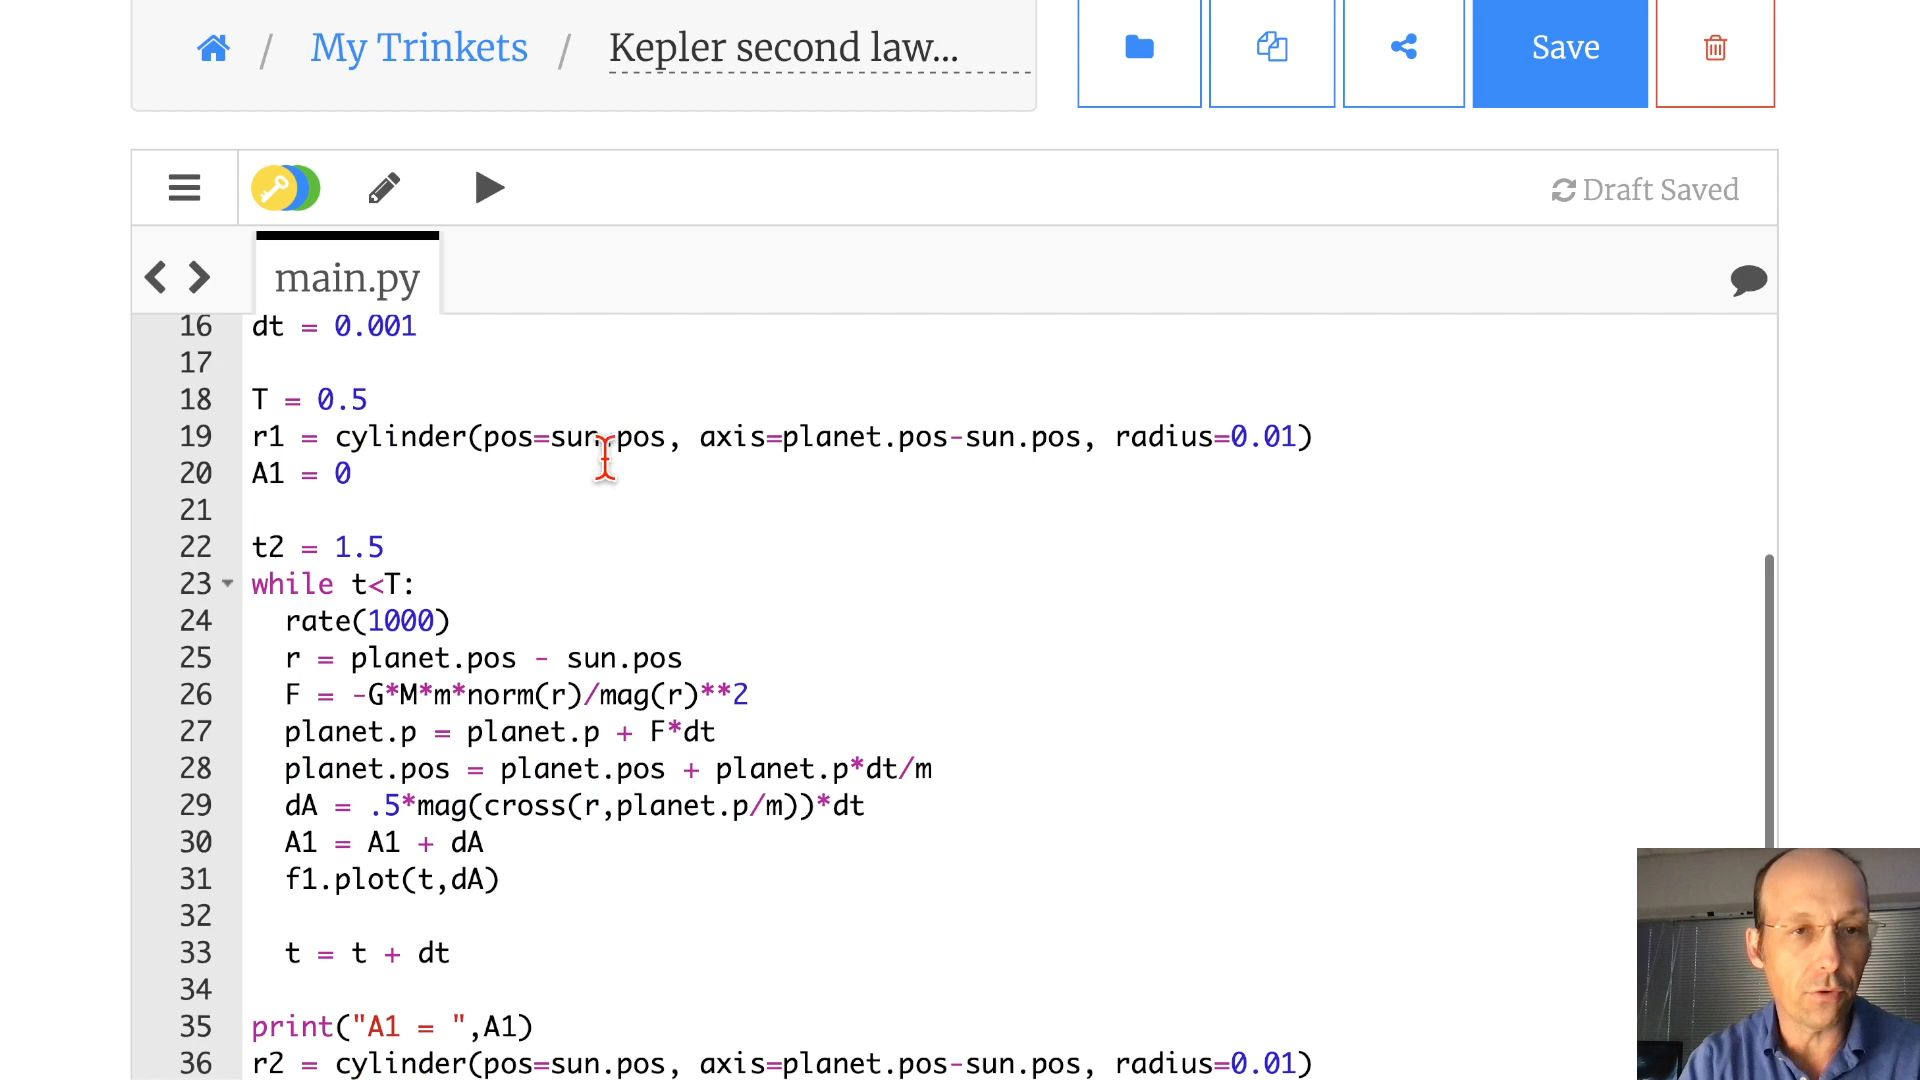 My Trinkets / Kepler second law...
Save
Draft Saved
main.py
16 dt = 0.001
17
18 T = 0.5
19 r1 = cylinder(pos=sun.pos, axis=planet.pos-sun.pos, radius=0.01)
20 A1 = 0
21
22 t2 = 1.5
23 while t<T:
24 rate(1000)
25 r = planet.pos - sun.pos
26 F = -G*M*m*norm(r)/mag(r)**2
27 planet.p = planet.p + F*dt
28 planet.pos = planet.pos + planet.p*dt/m
29 dA = .5*mag(cross(r,planet.p/m))*dt
30 A1 = A1 + dA
31 f1.plot(t,dA)
32
33 t = t + dt
34
35 print("A1 = ",A1)
36 r2 = cylinder(pos=sun.pos, axis=planet.pos-sun.pos, radius=0.01)